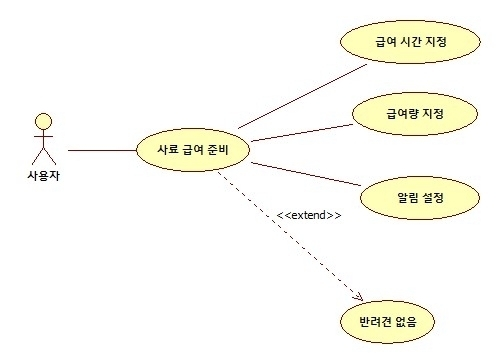 급여 시간 지정
급여량 지정
사료 급여 준비
사용자
알림 설정
<<extend>>
반려견 없음